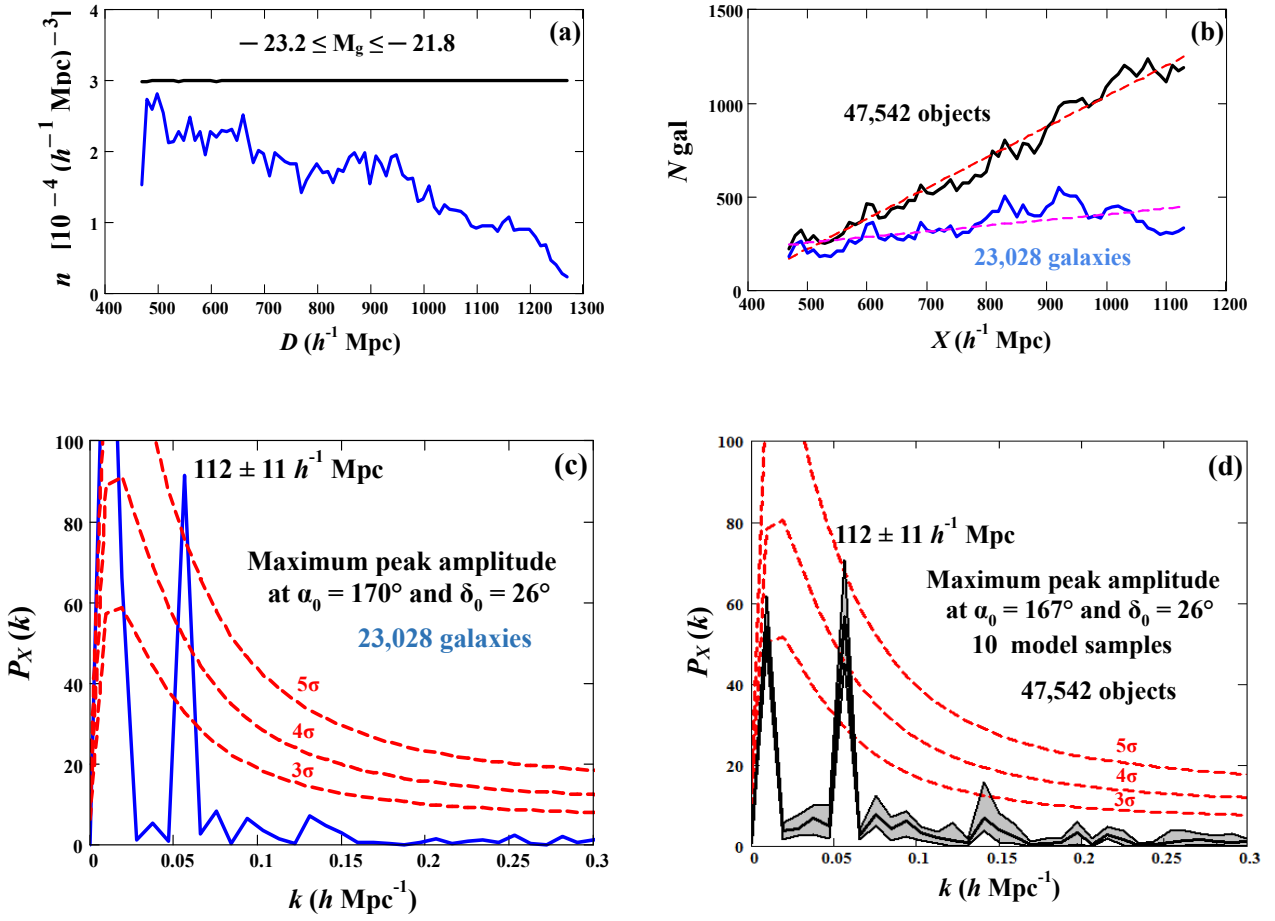 (a)
— 23.2 ≤ M_g ≤ — 21.8
n [10⁻⁴ (h⁻¹ Mpc)⁻³]
4
3
2
1
0
400 500 600 700 800 900 1000 1100 1200 1300
D (h⁻¹ Mpc)
(b)
47,542 objects
23,028 galaxies
N gal
1500
1000
500
0
400 500 600 700 800 900 1000 1100 1200
X (h⁻¹ Mpc)
(c)
112 ± 11 h⁻¹ Mpc
Maximum peak amplitude
at α₀ = 170° and δ₀ = 26°
23,028 galaxies
5σ
4σ
3σ
P_X (k)
100
80
60
40
20
0
0 0.05 0.1 0.15 0.2 0.25 0.3
k (h Mpc⁻¹)
(d)
112 ± 11 h⁻¹ Mpc
Maximum peak amplitude
at α₀ = 167° and δ₀ = 26°
10 model samples
47,542 objects
5σ
4σ
3σ
P_X (k)
100
80
60
40
20
0
0 0.05 0.1 0.15 0.2 0.25 0.3
k (h Mpc⁻¹)